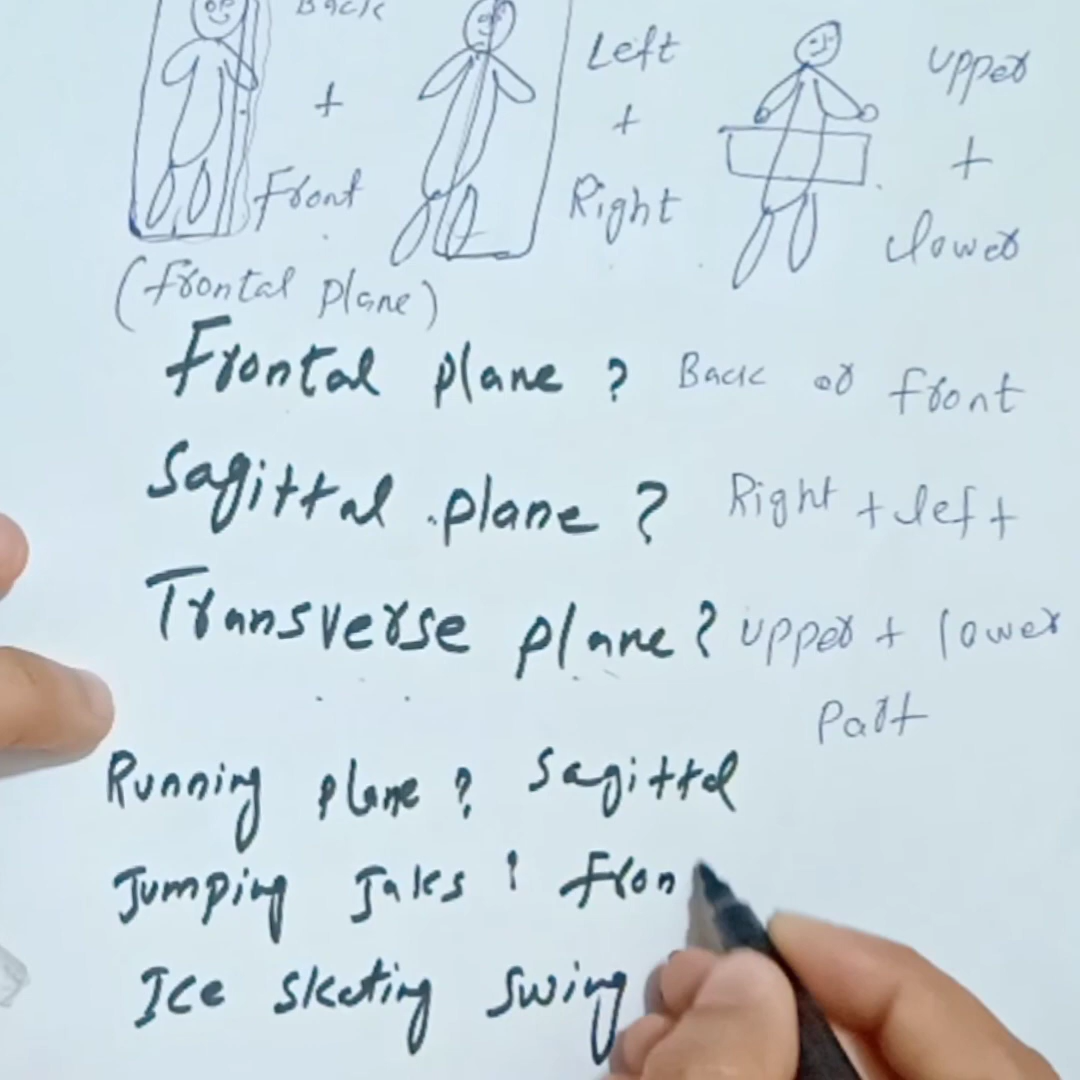 Back
+
Front
(Frontal plane)
Left
+
Right
upper
+
lower
Frontal plane ? Back or front
Sagittal plane ? Right + left +
Transverse plane ? upper + lower
Part
Running plane ? Sagittal
Jumping Jaks ! fron
Ice skating swing